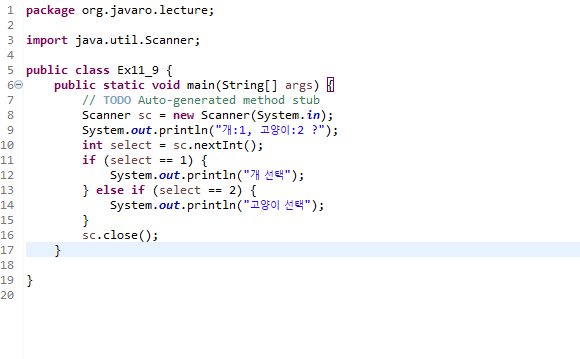 1 package org.javaro.lecture;
2
3 import java.util.Scanner;
4
5 public class Ex11_9 {
6     public static void main(String[] args) {
7         // TODO Auto-generated method stub
8         Scanner sc = new Scanner(System.in);
9         System.out.println("개:1, 고양이:2 ?");
10         int select = sc.nextInt();
11         if (select == 1) {
12             System.out.println("개 선택");
13         } else if (select == 2) {
14             System.out.println("고양이 선택");
15         }
16         sc.close();
17     }
18
19 }
20